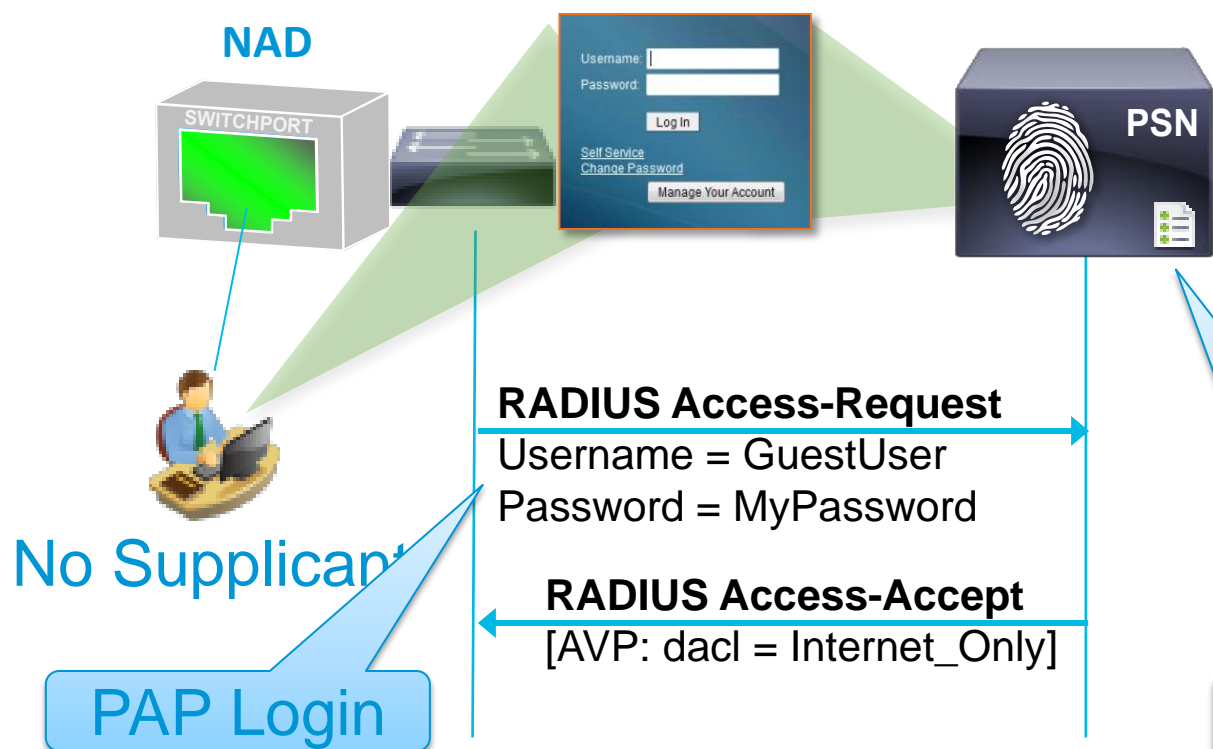 NAD
SWITCHPORT
Username:
Password:
Log In
Self Service
Change Password
Manage Your Account
PSN
RADIUS Access-Request
Username = GuestUser
Password = MyPassword
No Supplicant
RADIUS Access-Accept
[AVP: dacl = Internet_Only]
PAP Login